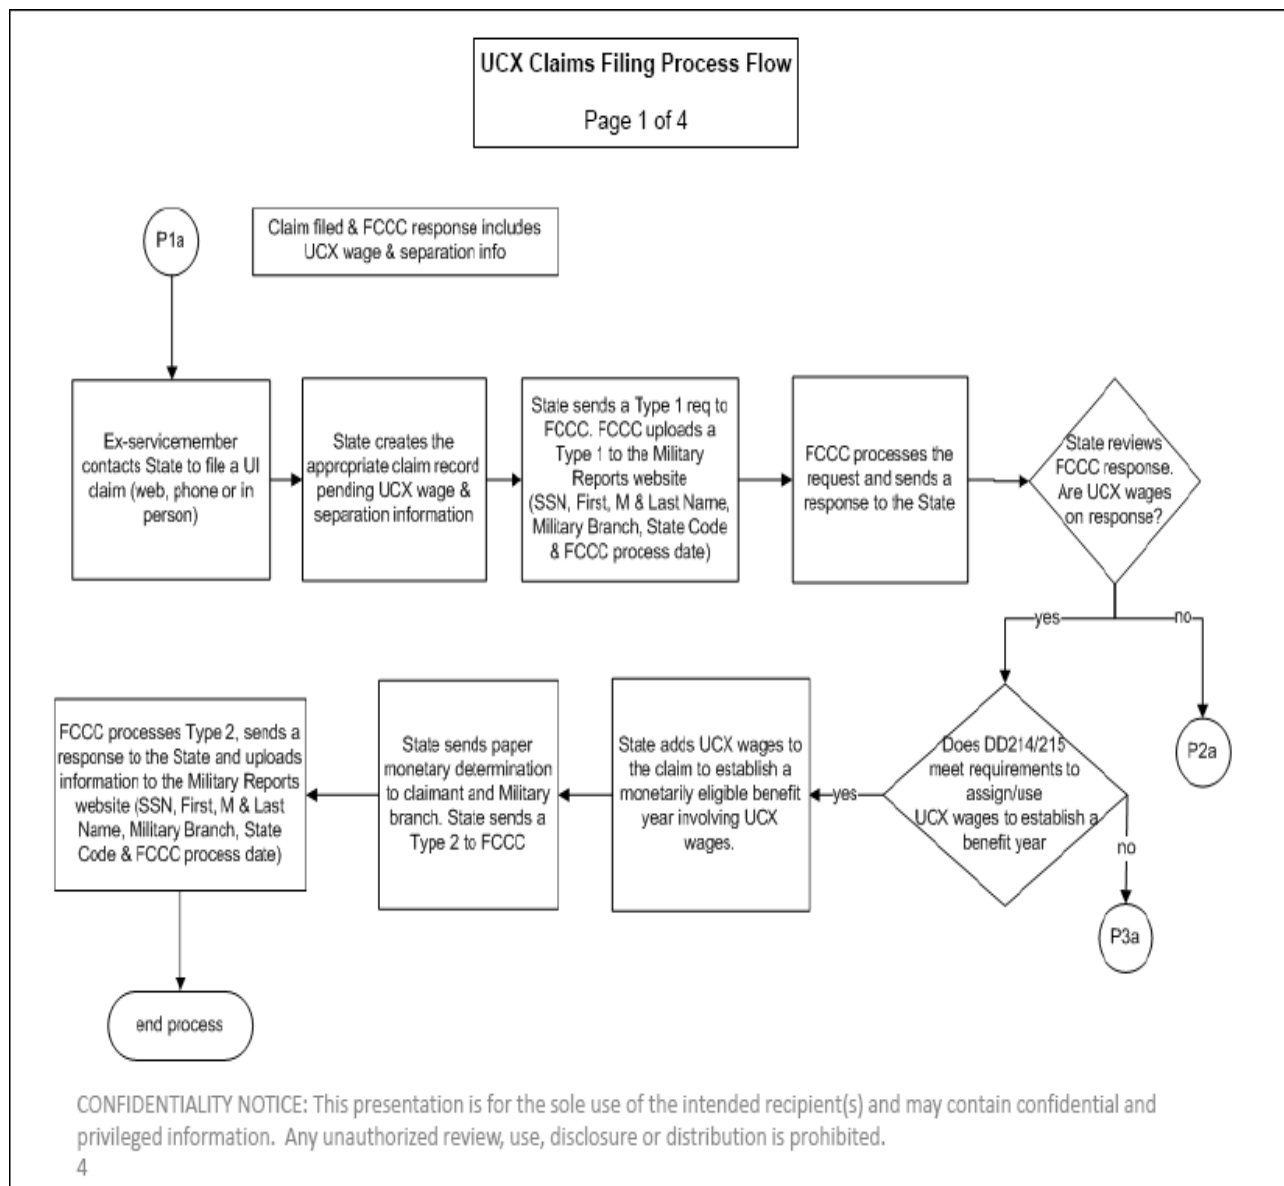 UCX Claims Filing Process Flow
Page 1 of 4
P1a
Claim filed & FCCC response includes
UCX wage & separation info
Ex-servicemember
contacts State to file a UI
claim (web, phone or in
person)
State creates the
appropriate claim record
pending UCX wage &
separation information
State sends a Type 1 req to
FCCC. FCCC uploads a
Type 1 to the Military
Reports website
(SSN, First, M & Last Name,
Military Branch, State Code
& FCCC process date)
FCCC processes the
request and sends a
response to the State
State reviews
FCCC response.
Are UCX wages
on response?
yes
no
P2a
Does DD214/215
meet requirements to
assign/use
UCX wages to establish a
benefit year
no
P3a
yes
State adds UCX wages to
the claim to establish a
monetarily eligible benefit
year involving UCX
wages.
State sends paper
monetary determination
to claimant and Military
branch. State sends a
Type 2 to FCCC
FCCC processes Type 2, sends a
response to the State and uploads
information to the Military Reports
website (SSN, First, M & Last
Name, Military Branch, State
Code & FCCC process date)
end process
CONFIDENTIALITY NOTICE: This presentation is for the sole use of the intended recipient(s) and may contain confidential and
privileged information.  Any unauthorized review, use, disclosure or distribution is prohibited.
4